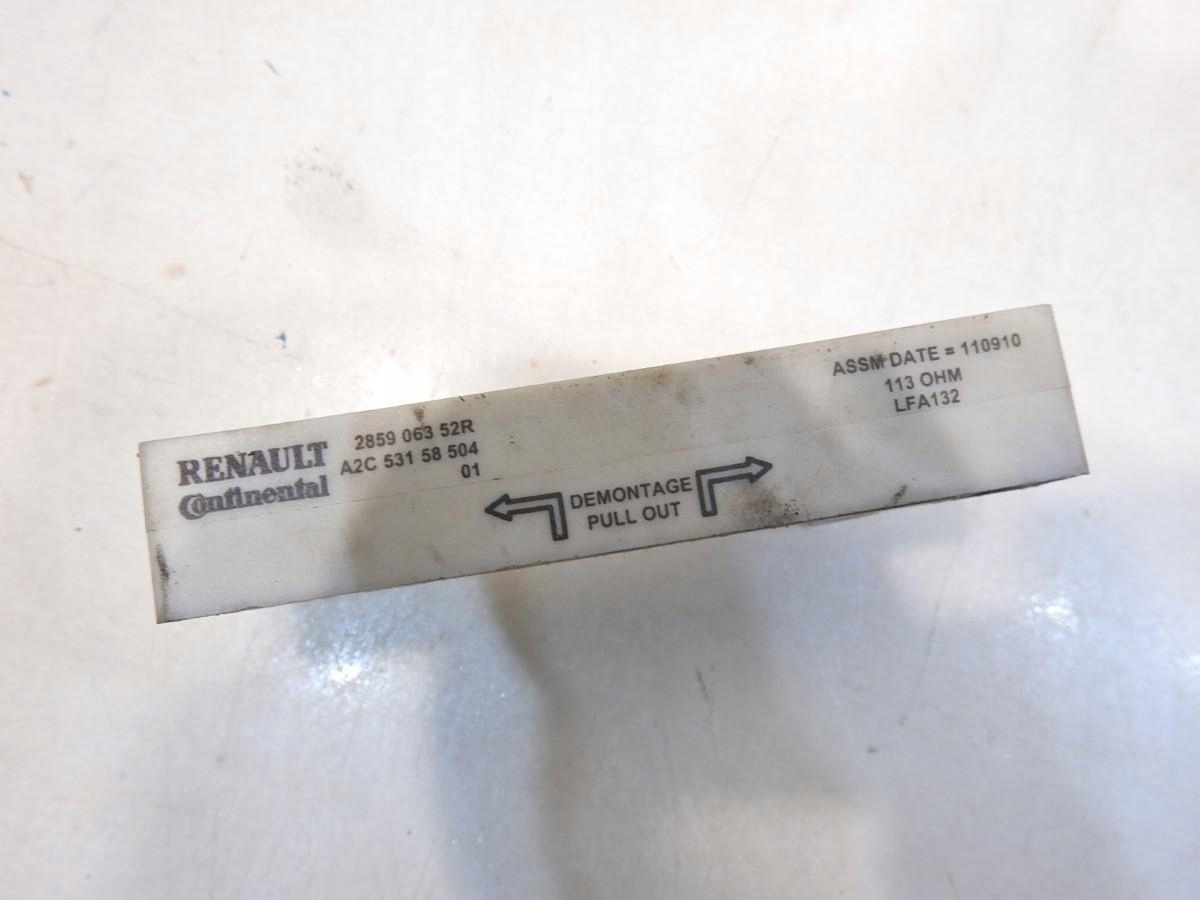 RENAULT
Continental
2859 063 52R
A2C 531 58 504
01
DEMONTAGE
PULL OUT
ASSM DATE = 110910
113 OHM
LFA132